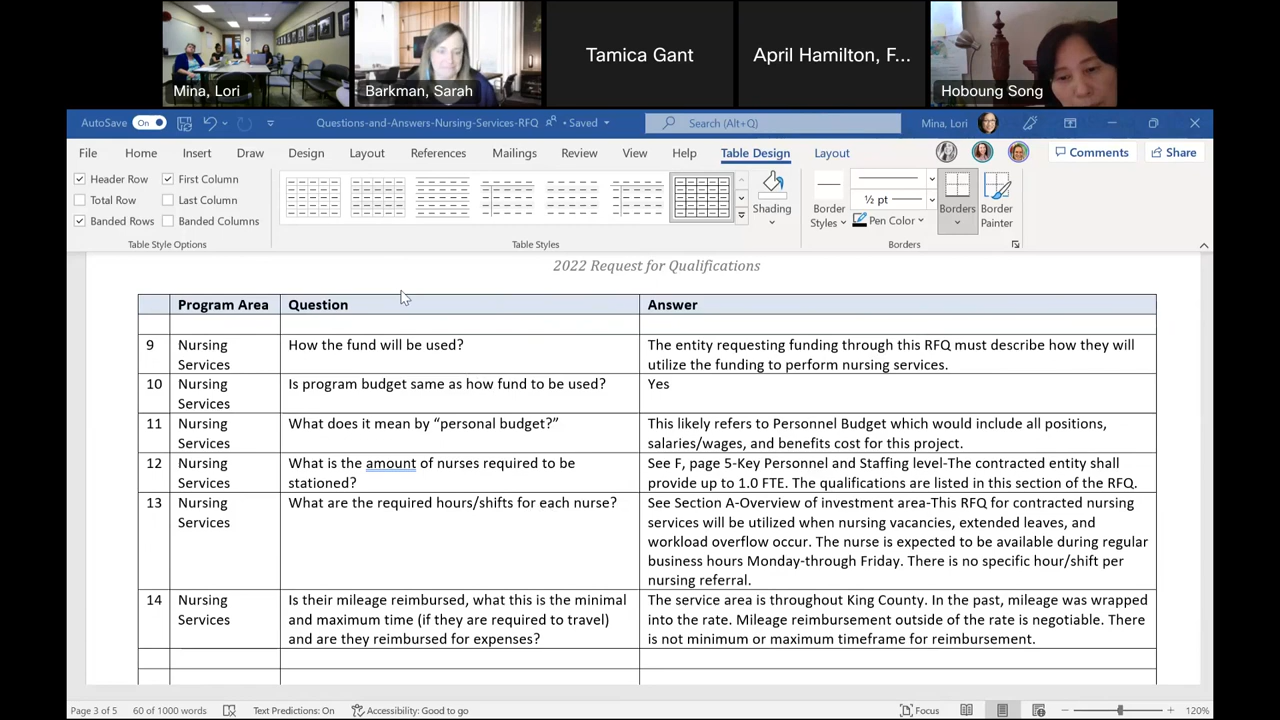 Mina, Lori
Barkman, Sarah
Tamica Gant
April Hamilton, F...
Hoboung Song
AutoSave On
Questions-and-Answers-Nursing-Services-RFQ • Saved
Search (Alt+Q)
Mina, Lori
File Home Insert Draw Design Layout References Mailings Review View Help Table Design Layout
Comments Share
Header Row First Column
Total Row Last Column
Banded Rows Banded Columns
Table Style Options
Table Styles
Shading
Border Styles
½ pt
Pen Color
Borders
Border Painter
Borders
2022 Request for Qualifications
Program Area Question Answer
9 Nursing How the fund will be used? The entity requesting funding through this RFQ must describe how they will
Services utilize the funding to perform nursing services.
10 Nursing Is program budget same as how fund to be used? Yes
Services
11 Nursing What does it mean by “personal budget?” This likely refers to Personnel Budget which would include all positions,
Services salaries/wages, and benefits cost for this project.
12 Nursing What is the amount of nurses required to be See F, page 5-Key Personnel and Staffing level-The contracted entity shall
Services stationed? provide up to 1.0 FTE. The qualifications are listed in this section of the RFQ.
13 Nursing What are the required hours/shifts for each nurse? See Section A-Overview of investment area-This RFQ for contracted nursing
Services services will be utilized when nursing vacancies, extended leaves, and
workload overflow occur. The nurse is expected to be available during regular
business hours Monday-through Friday. There is no specific hour/shift per
nursing referral.
14 Nursing Is their mileage reimbursed, what this is the minimal The service area is throughout King County. In the past, mileage was wrapped
Services and maximum time (if they are required to travel) into the rate. Mileage reimbursement outside of the rate is negotiable. There
and are they reimbursed for expenses? is not minimum or maximum timeframe for reimbursement.
Page 3 of 5 60 of 1000 words Text Predictions: On Accessibility: Good to go Focus 120%